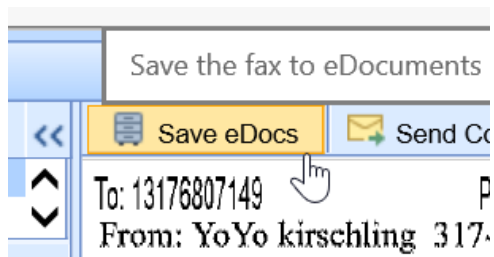 Save the fax to eDocuments
<<
Save eDocs Send Co
To: 13176807149 P
From: YoYo kirschling 317-